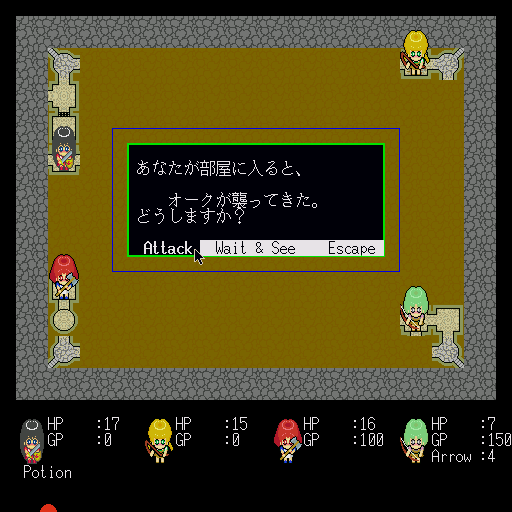 あなたが部屋に入ると、
オークが襲ってきた。
どうしますか？
Attack Wait & See Escape
HP :17 HP :15 HP :16 HP :7
GP :0 GP :0 GP :100 GP :150
Arrow :4
Potion